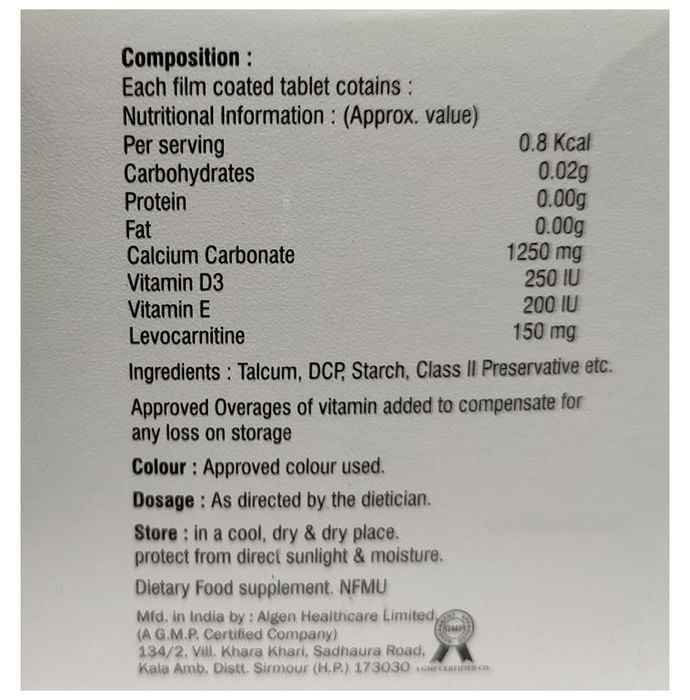 Composition :
Each film coated tablet cotains :
Nutritional Information : (Approx. value)
Per serving 0.8 Kcal
Carbohydrates 0.02g
Protein 0.00g
Fat 0.00g
Calcium Carbonate 1250 mg
Vitamin D3 250 IU
Vitamin E 200 IU
Levocarnitine 150 mg
Ingredients : Talcum, DCP, Starch, Class II Preservative etc.
Approved Overages of vitamin added to compensate for
any loss on storage
Colour : Approved colour used.
Dosage : As directed by the dietician.
Store : in a cool, dry & dry place.
protect from direct sunlight & moisture.
Dietary Food supplement. NFMU
Mfd. in India by : Algen Healthcare Limited,
(A G.M.P. Certified Company)
134/2, Vill. Khara Khari, Sadhaura Road,
Kala Amb, Distt. Sirmour (H.P.) 173030
GMP
A GMP CERTIFIED CO.